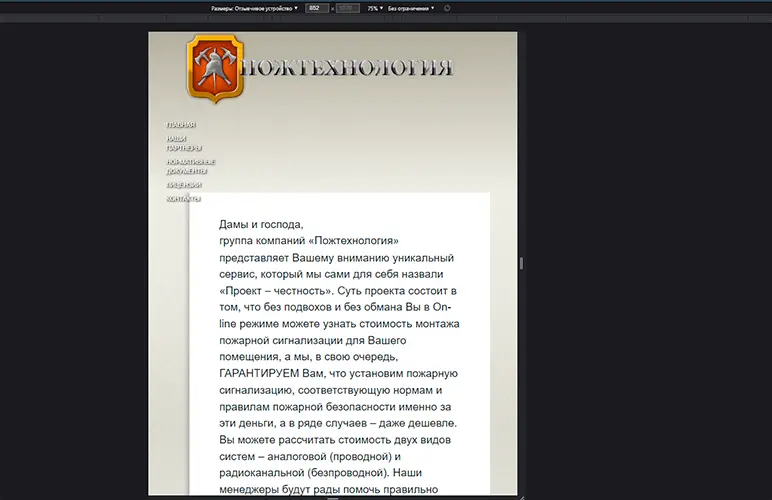 Размеры: Отзывчивое устройство ▼ 852 x 1070 75% ▼ Без ограничения ▼
ПОЖТЕХНОЛОГИЯ
ГЛАВНАЯ
НАШИ
ПАРТНЕРЫ
НОРМАТИВНЫЕ
ДОКУМЕНТЫ
ЛИЦЕНЗИИ
КОНТАКТЫ
Дамы и господа,
группа компаний «Пожтехнология»
представляет Вашему вниманию уникальный
сервис, который мы сами для себя назвали
«Проект – честность». Суть проекта состоит в
том, что без подвохов и без обмана Вы в On-
line режиме можете узнать стоимость монтажа
пожарной сигнализации для Вашего
помещения, а мы, в свою очередь,
ГАРАНТИРУЕМ Вам, что установим пожарную
сигнализацию, соответствующую нормам и
правилам пожарной безопасности именно за
эти деньги, а в ряде случаев – даже дешевле.
Вы можете рассчитать стоимость двух видов
систем – аналоговой (проводной) и
радиоканальной (беспроводной). Наши
менеджеры будут рады помочь правильно